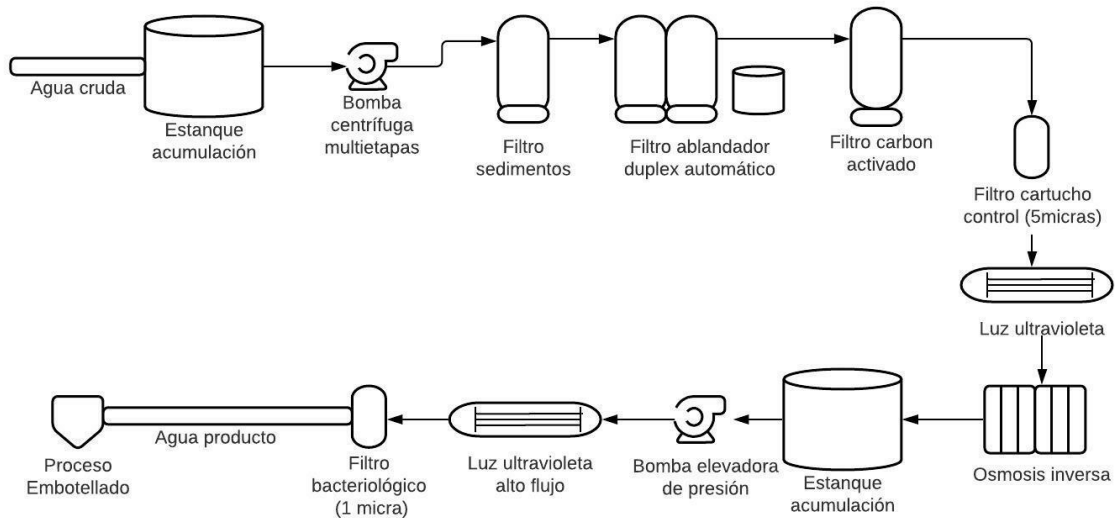 Agua cruda
Estanque
acumulación
Bomba
centrífuga
multietapas
Filtro
sedimentos
Filtro ablandador
duplex automático
Filtro carbon
activado
Filtro cartucho
control (5micras)
Luz ultravioleta
Osmosis inversa
Estanque
acumulación
Bomba elevadora
de presión
Luz ultravioleta
alto flujo
Filtro
bacteriológico
(1 micra)
Agua producto
Proceso
Embotellado